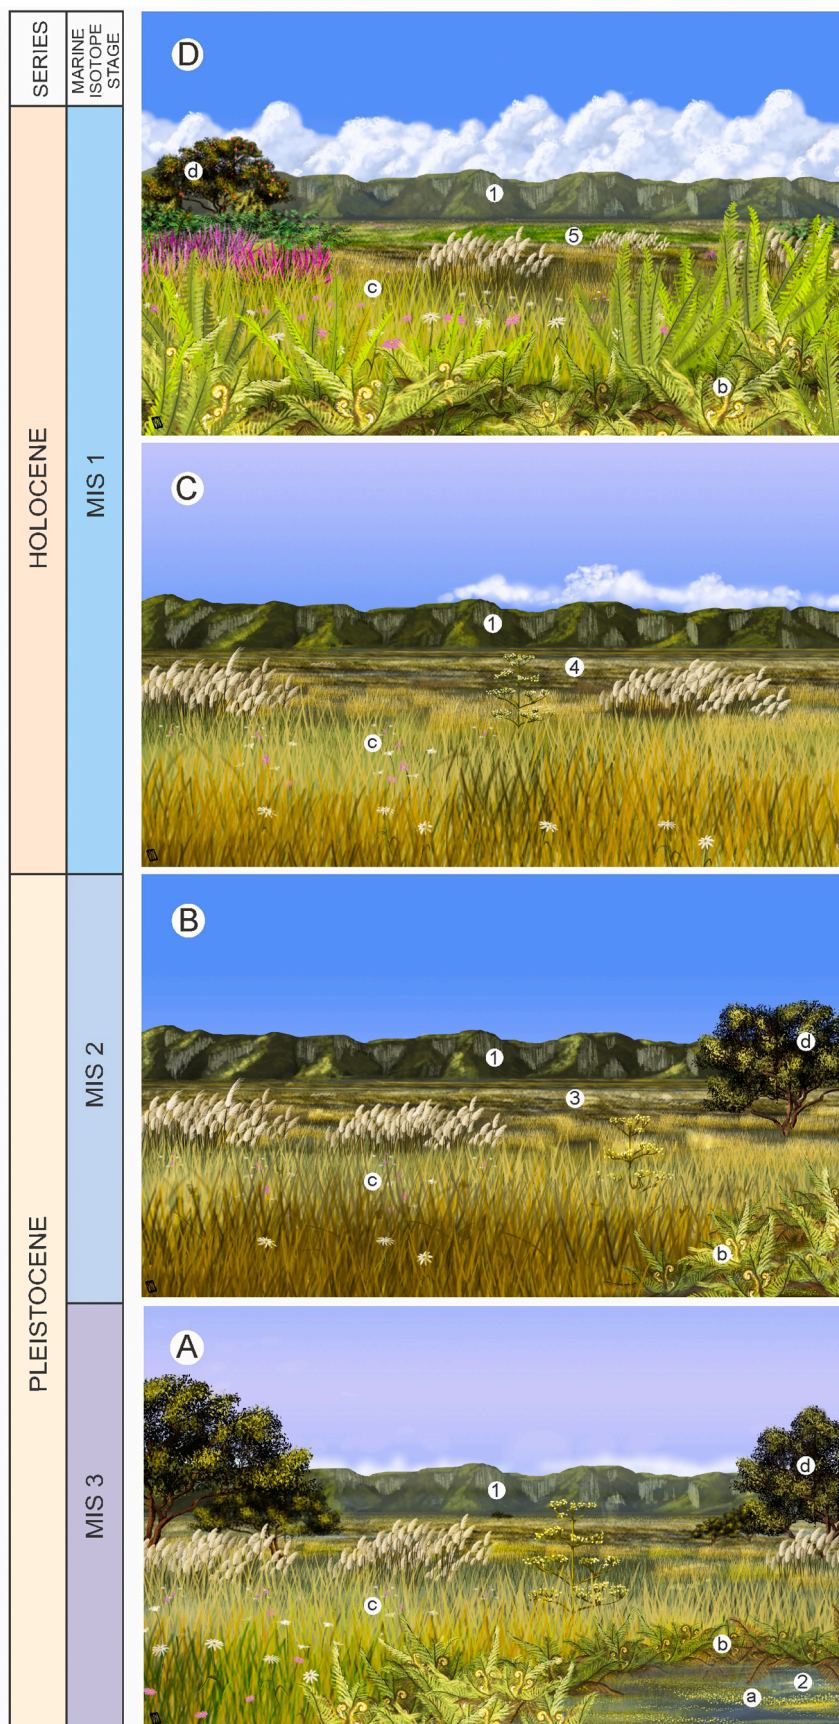 SERIES
MARINE
ISOTOPE
STAGE
HOLOCENE
MIS 1
D
d
1
5
c
b
C
1
4
c
PLEISTOCENE
MIS 2
B
d
1
3
c
b
MIS 3
A
d
1
c
b
2
a